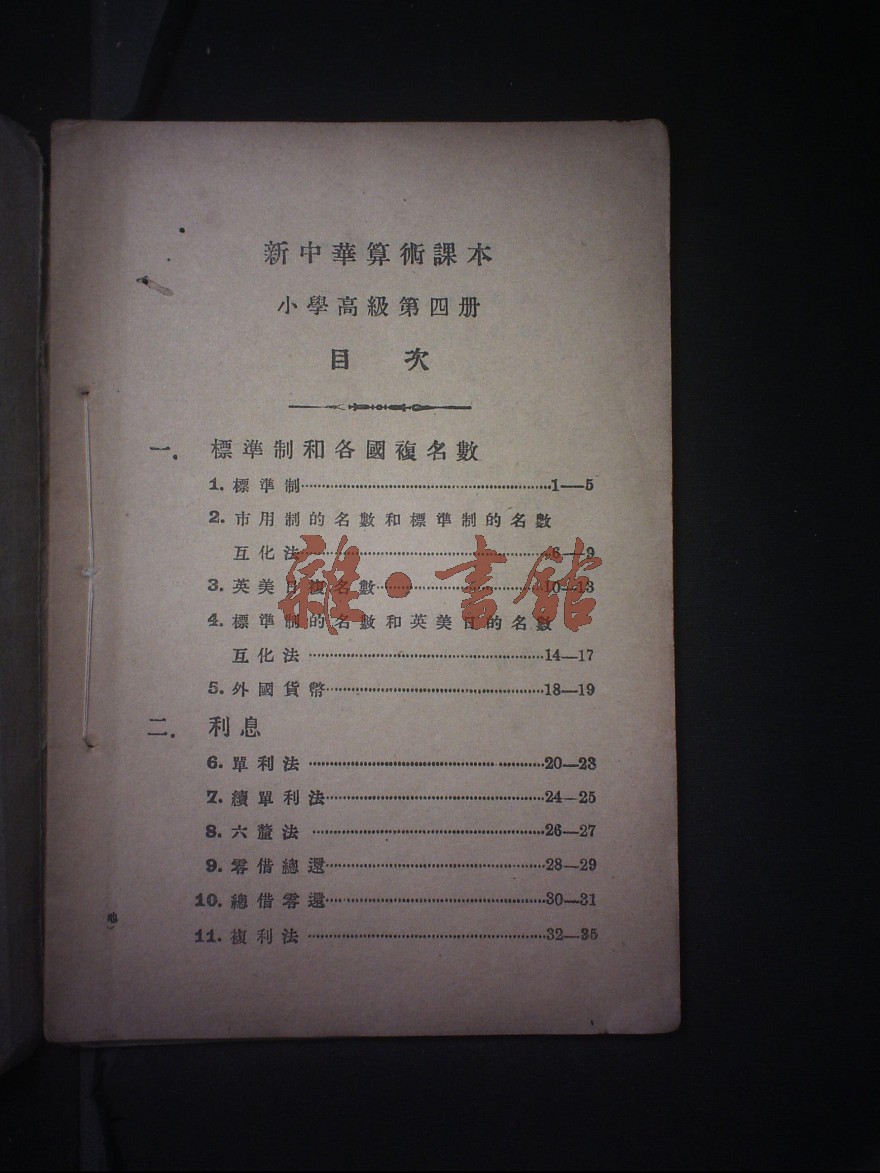 新中華算術課本
小學高級第四册
目 次
一. 標準制和各國複名數
1. 標準制……1—5
2. 市用制的名數和標準制的名數
互化法……6—9
3. 英美日複名數……10—13
4. 標準制的名數和英美日的名數
互化法……14—17
5. 外國貨幣……18—19
二. 利息
6. 單利法……20—23
7. 續單利法……24—25
8. 六釐法……26—27
9. 零借總還……28—29
10. 總借零還……30—31
11. 複利法……32—35
雜·書館